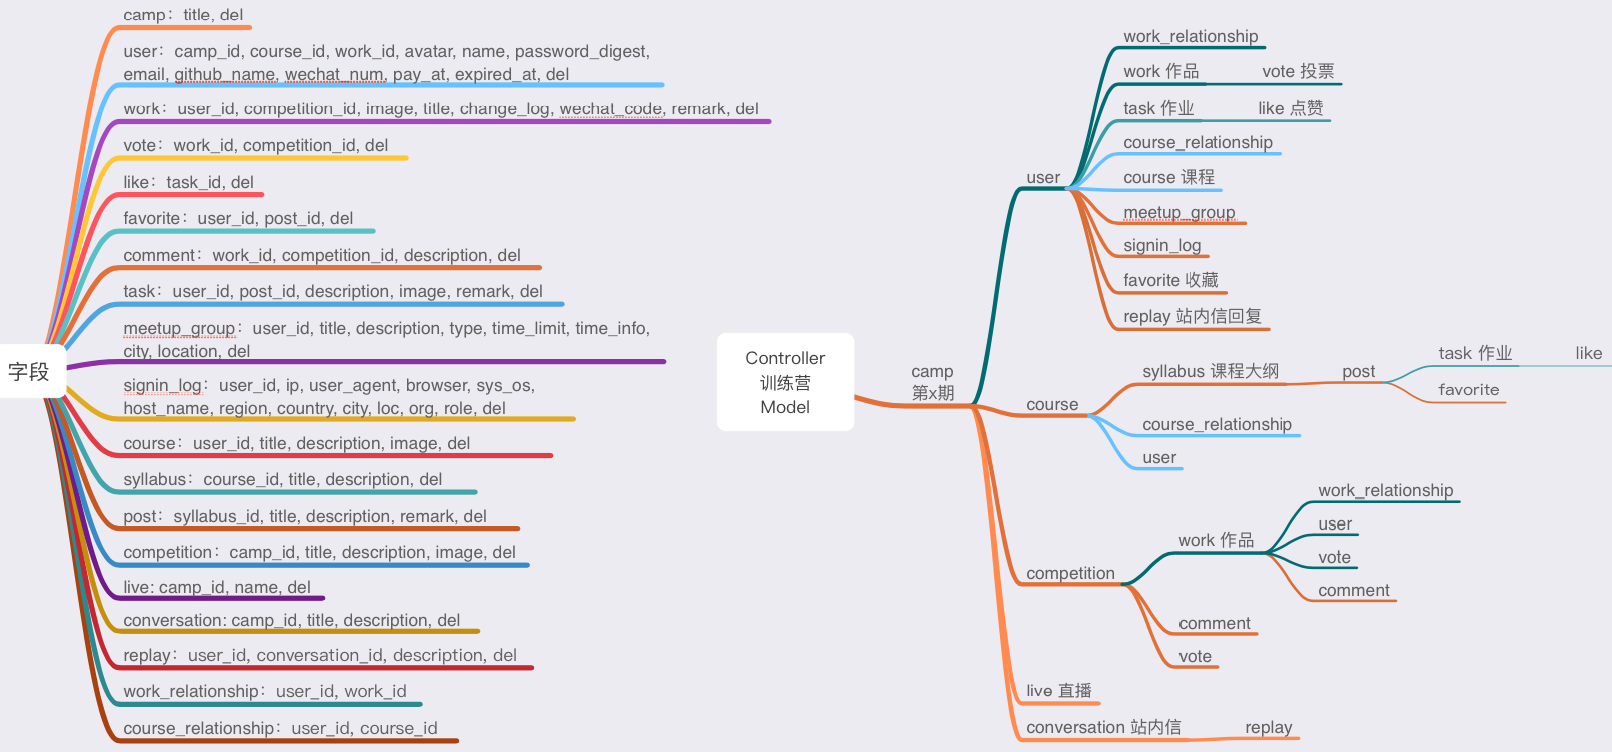 字段
camp：title, del
user：camp_id, course_id, work_id, avatar, name, password_digest,
email, github_name, wechat_num, pay_at, expired_at, del
work：user_id, competition_id, image, title, change_log, wechat_code, remark, del
vote：work_id, competition_id, del
like：task_id, del
favorite：user_id, post_id, del
comment：work_id, competition_id, description, del
task：user_id, post_id, description, image, remark, del
meetup_group：user_id, title, description, type, time_limit, time_info,
city, location, del
signin_log：user_id, ip, user_agent, browser, sys_os,
host_name, region, country, city, loc, org, role, del
course：user_id, title, description, image, del
syllabus：course_id, title, description, del
post：syllabus_id, title, description, remark, del
competition：camp_id, title, description, image, del
live: camp_id, name, del
conversation: camp_id, title, description, del
replay：user_id, conversation_id, description, del
work_relationship：user_id, work_id
course_relationship：user_id, course_id
Controller
训练营
Model
camp
第x期
user
work_relationship
work 作品
vote 投票
task 作业
like 点赞
course_relationship
course 课程
meetup_group
signin_log
favorite 收藏
replay 站内信回复
course
syllabus 课程大纲
post
task 作业
like
favorite
course_relationship
user
competition
work 作品
work_relationship
user
vote
comment
comment
vote
live 直播
conversation 站内信
replay